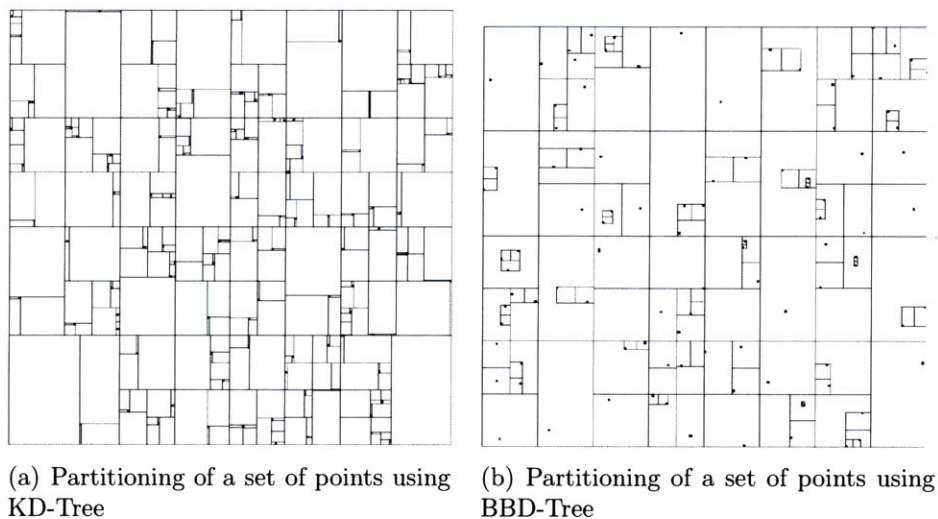 (a) Partitioning of a set of points using
KD-Tree
(b) Partitioning of a set of points using
BBD-Tree